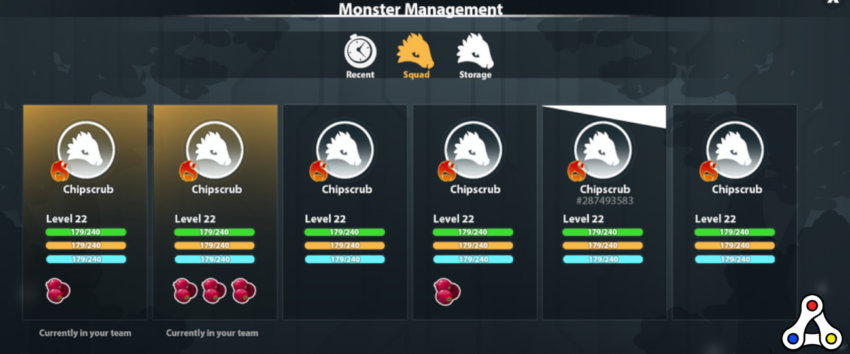 Monster Management
Recent
Squad
Storage
Chipscrub
Level 22
179/240
179/240
179/240
Currently in your team
Chipscrub
Level 22
179/240
179/240
179/240
Currently in your team
Chipscrub
Level 22
179/240
179/240
179/240
Chipscrub
Level 22
179/240
179/240
179/240
Chipscrub
#287493583
Level 22
179/240
179/240
179/240
Chipscrub
Level 22
179/240
179/240
179/240